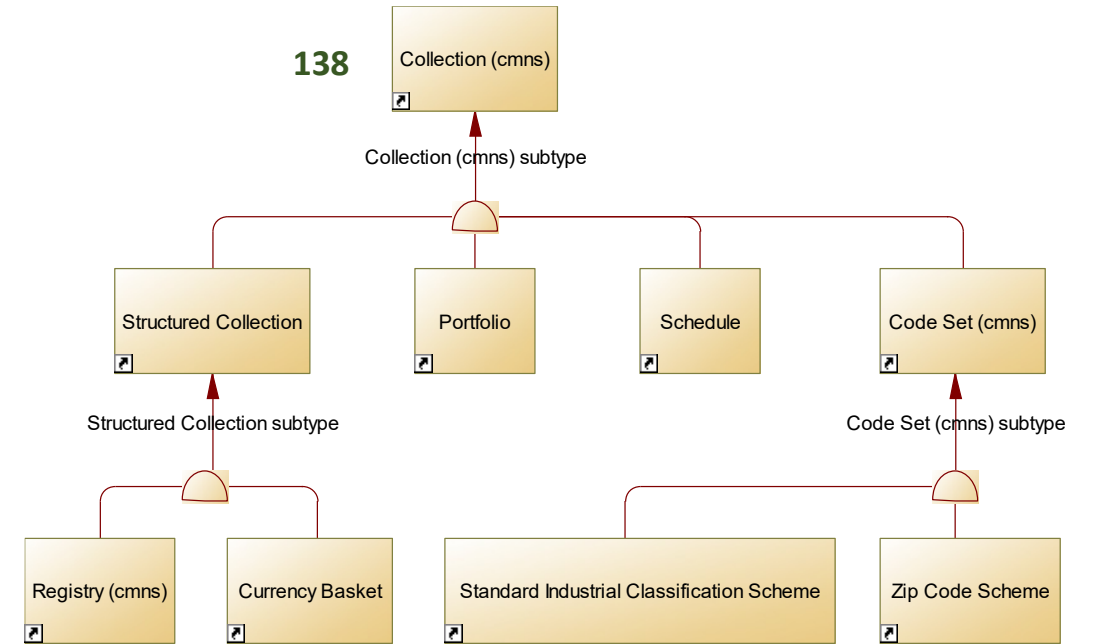 138
Collection (cmns)
Collection (cmns) subtype
Structured Collection
Portfolio
Schedule
Code Set (cmns)
Structured Collection subtype
Code Set (cmns) subtype
Registry (cmns)
Currency Basket
Standard Industrial Classification Scheme
Zip Code Scheme